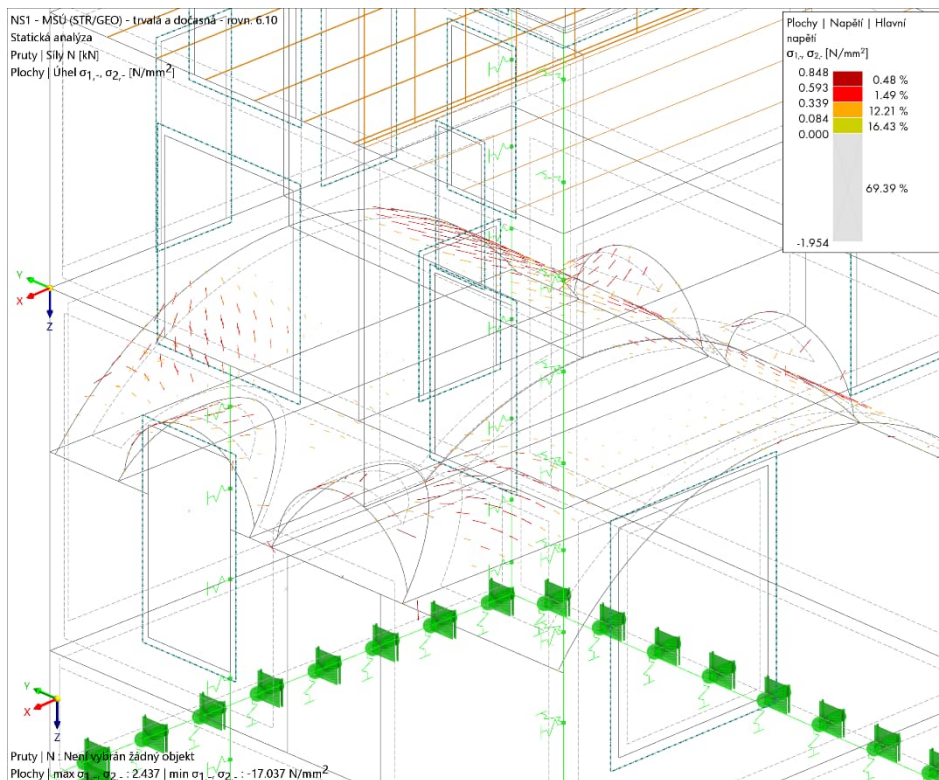 NS1 - MSÚ (STR/GEO) - trvalá a dočasná - rovn. 6.10
Statická analýza
Pruty | Síly N [kN]
Plochy | Úhel σ1,-, σ2,- [N/mm²]
Plochy | Napětí | Hlavní
napětí
σ1,-, σ2,- [N/mm²]
0.848
0.48 %
0.593
1.49 %
0.339
12.21 %
0.084
16.43 %
0.000
69.39 %
-1.954
Y
X
Z
Y
X
Z
Pruty | N : Není vybrán žádný objekt
Plochy | max σ1,-, σ2,- : 2.437 | min σ1,-, σ2,- : -17.037 N/mm²